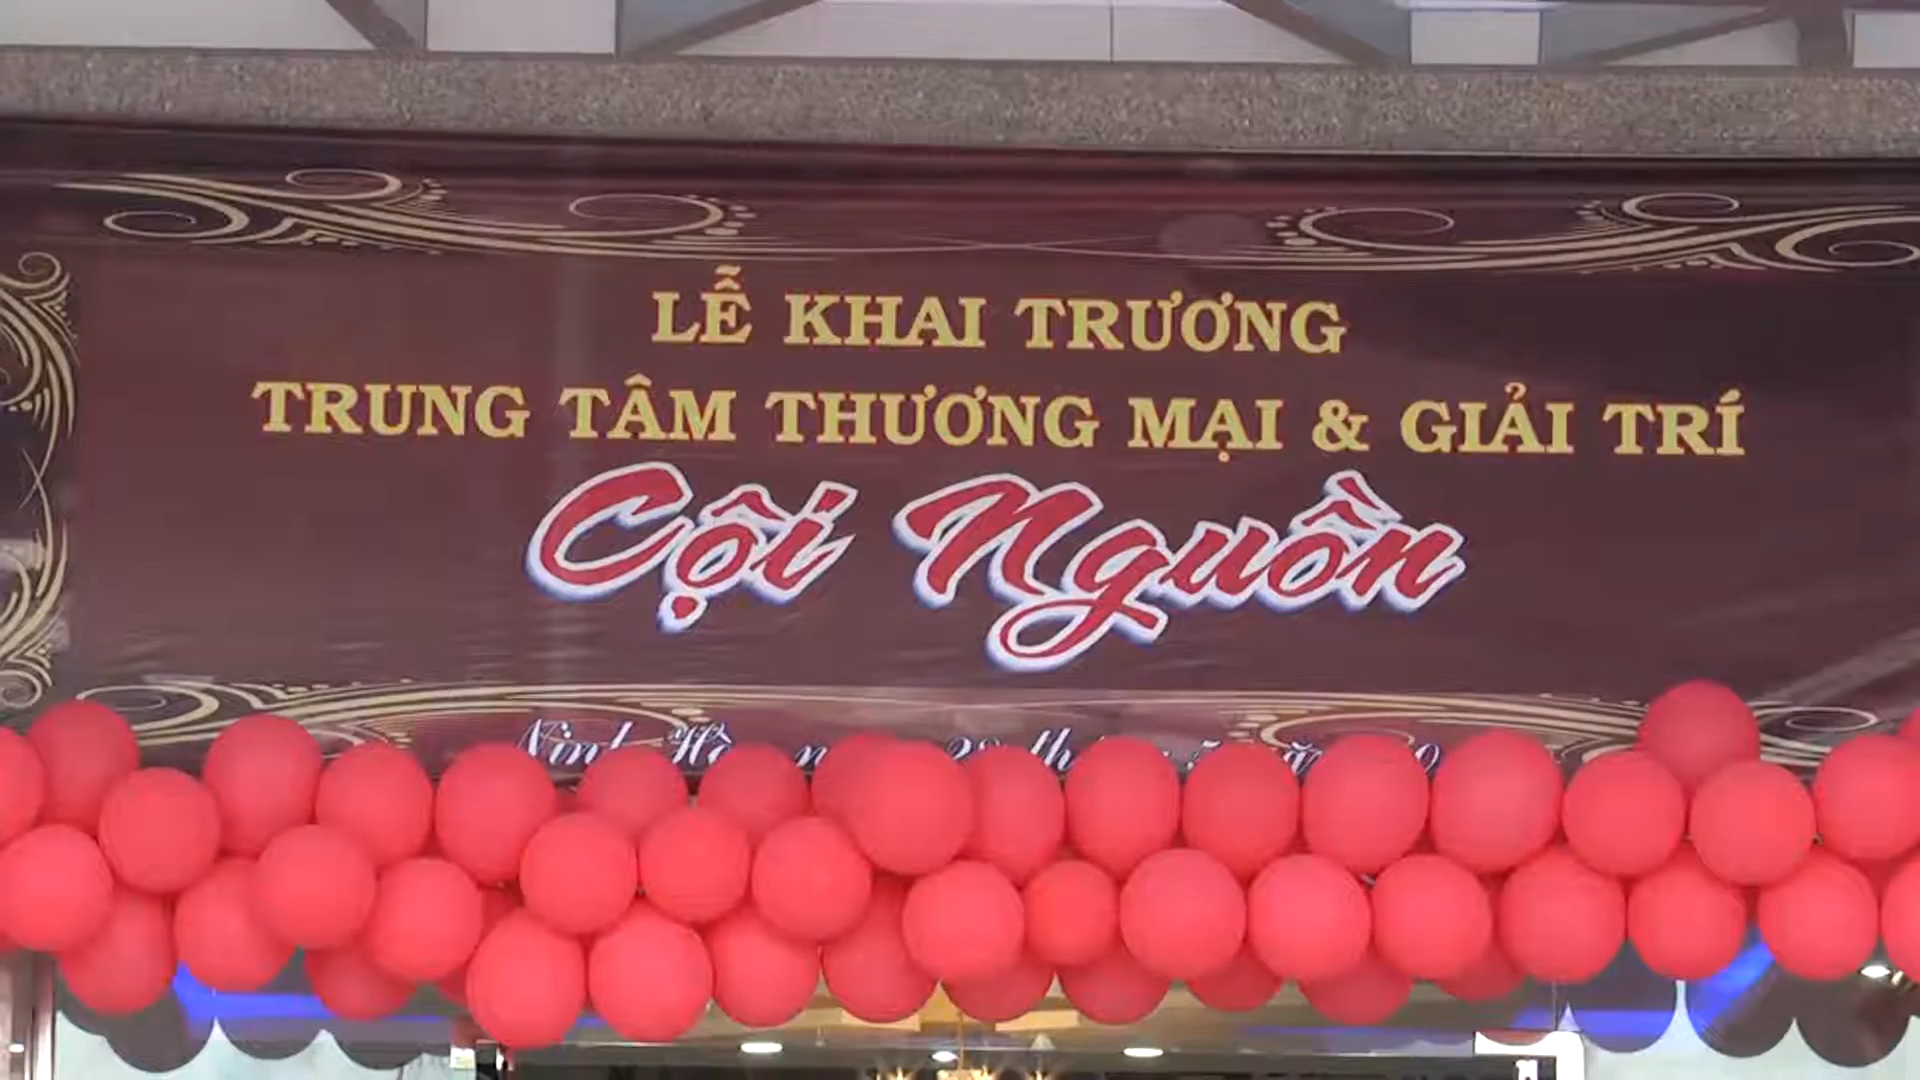 LỄ KHAI TRƯƠNG
TRUNG TÂM THƯƠNG MẠI & GIẢI TRÍ
Cội Nguồn